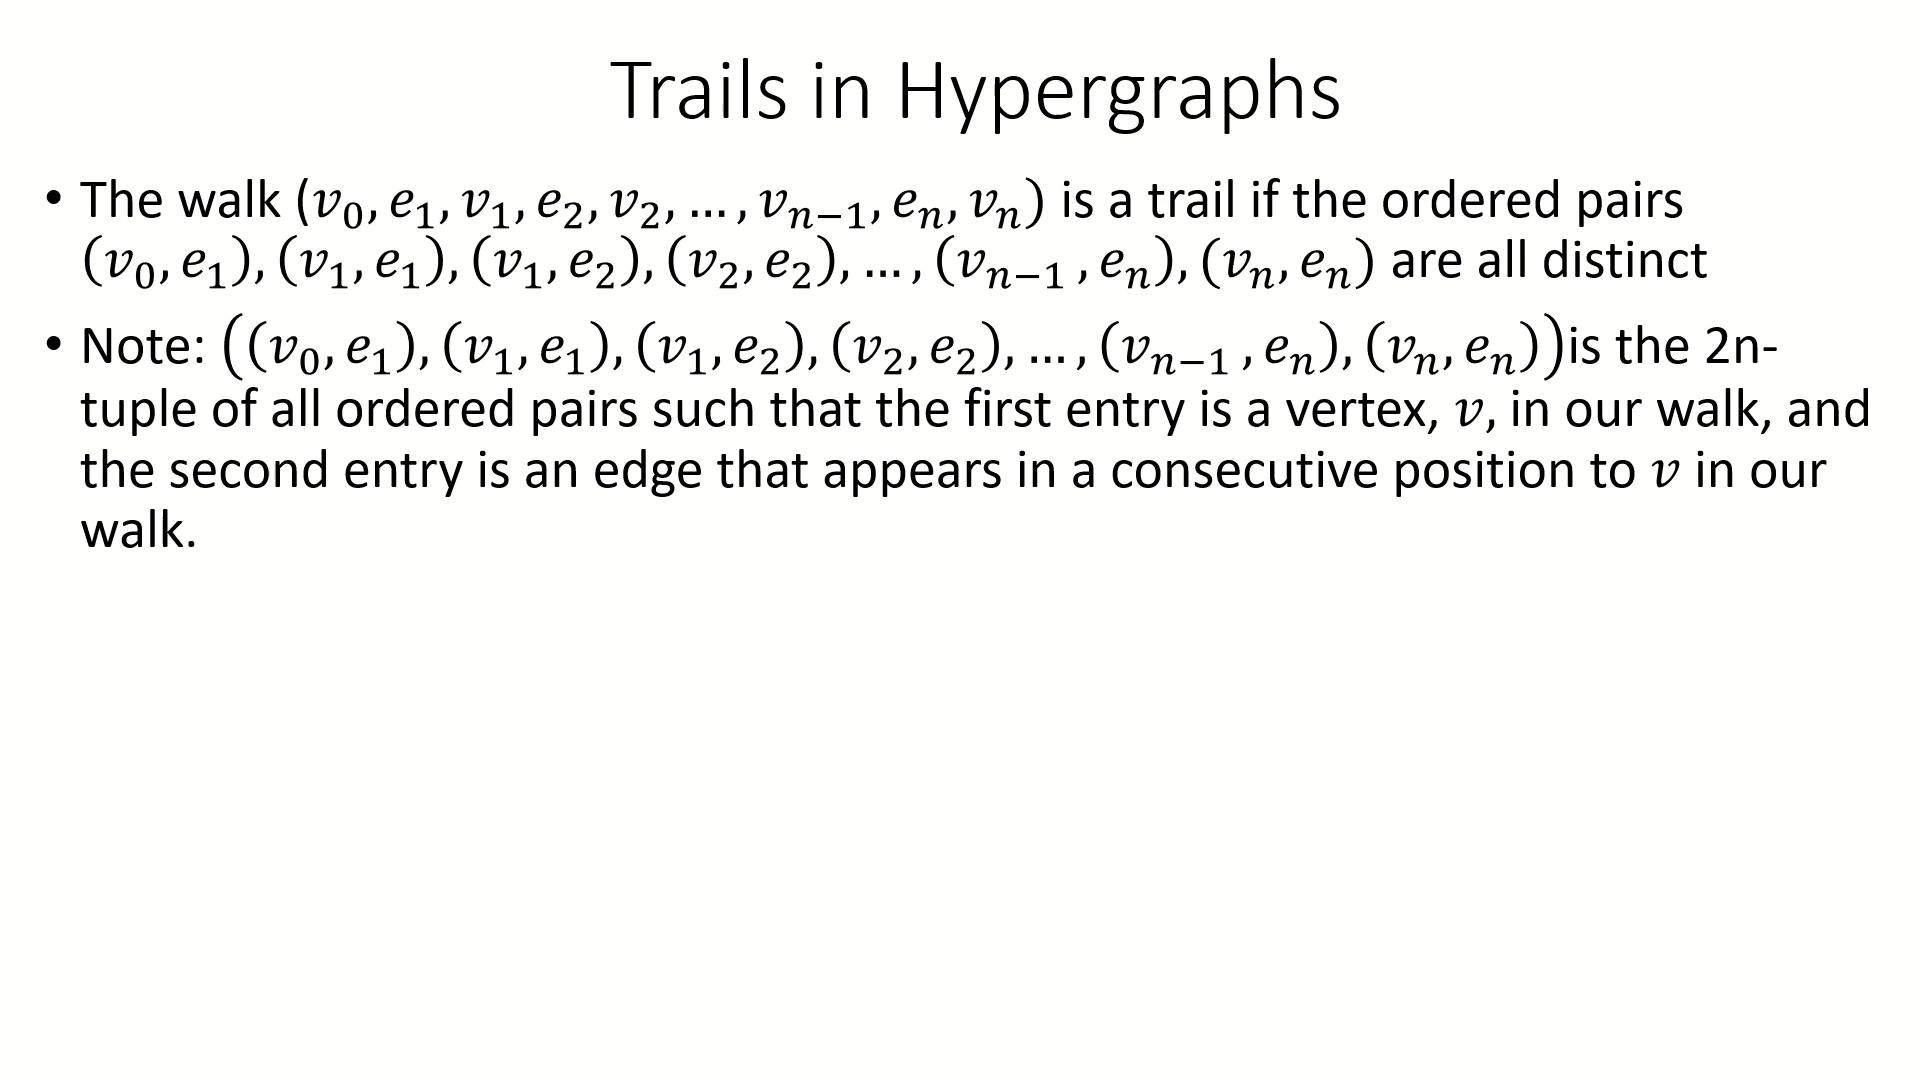 Trails in Hypergraphs
• The walk (𝑣₀, 𝑒₁, 𝑣₁, 𝑒₂, 𝑣₂, … , 𝑣ₙ₋₁, 𝑒ₙ, 𝑣ₙ) is a trail if the ordered pairs
(𝑣₀, 𝑒₁), (𝑣₁, 𝑒₁), (𝑣₁, 𝑒₂), (𝑣₂, 𝑒₂), … , (𝑣ₙ₋₁ , 𝑒ₙ), (𝑣ₙ, 𝑒ₙ) are all distinct
• Note: ((𝑣₀, 𝑒₁), (𝑣₁, 𝑒₁), (𝑣₁, 𝑒₂), (𝑣₂, 𝑒₂), … , (𝑣ₙ₋₁ , 𝑒ₙ), (𝑣ₙ, 𝑒ₙ))is the 2n-
tuple of all ordered pairs such that the first entry is a vertex, 𝑣, in our walk, and
the second entry is an edge that appears in a consecutive position to 𝑣 in our
walk.